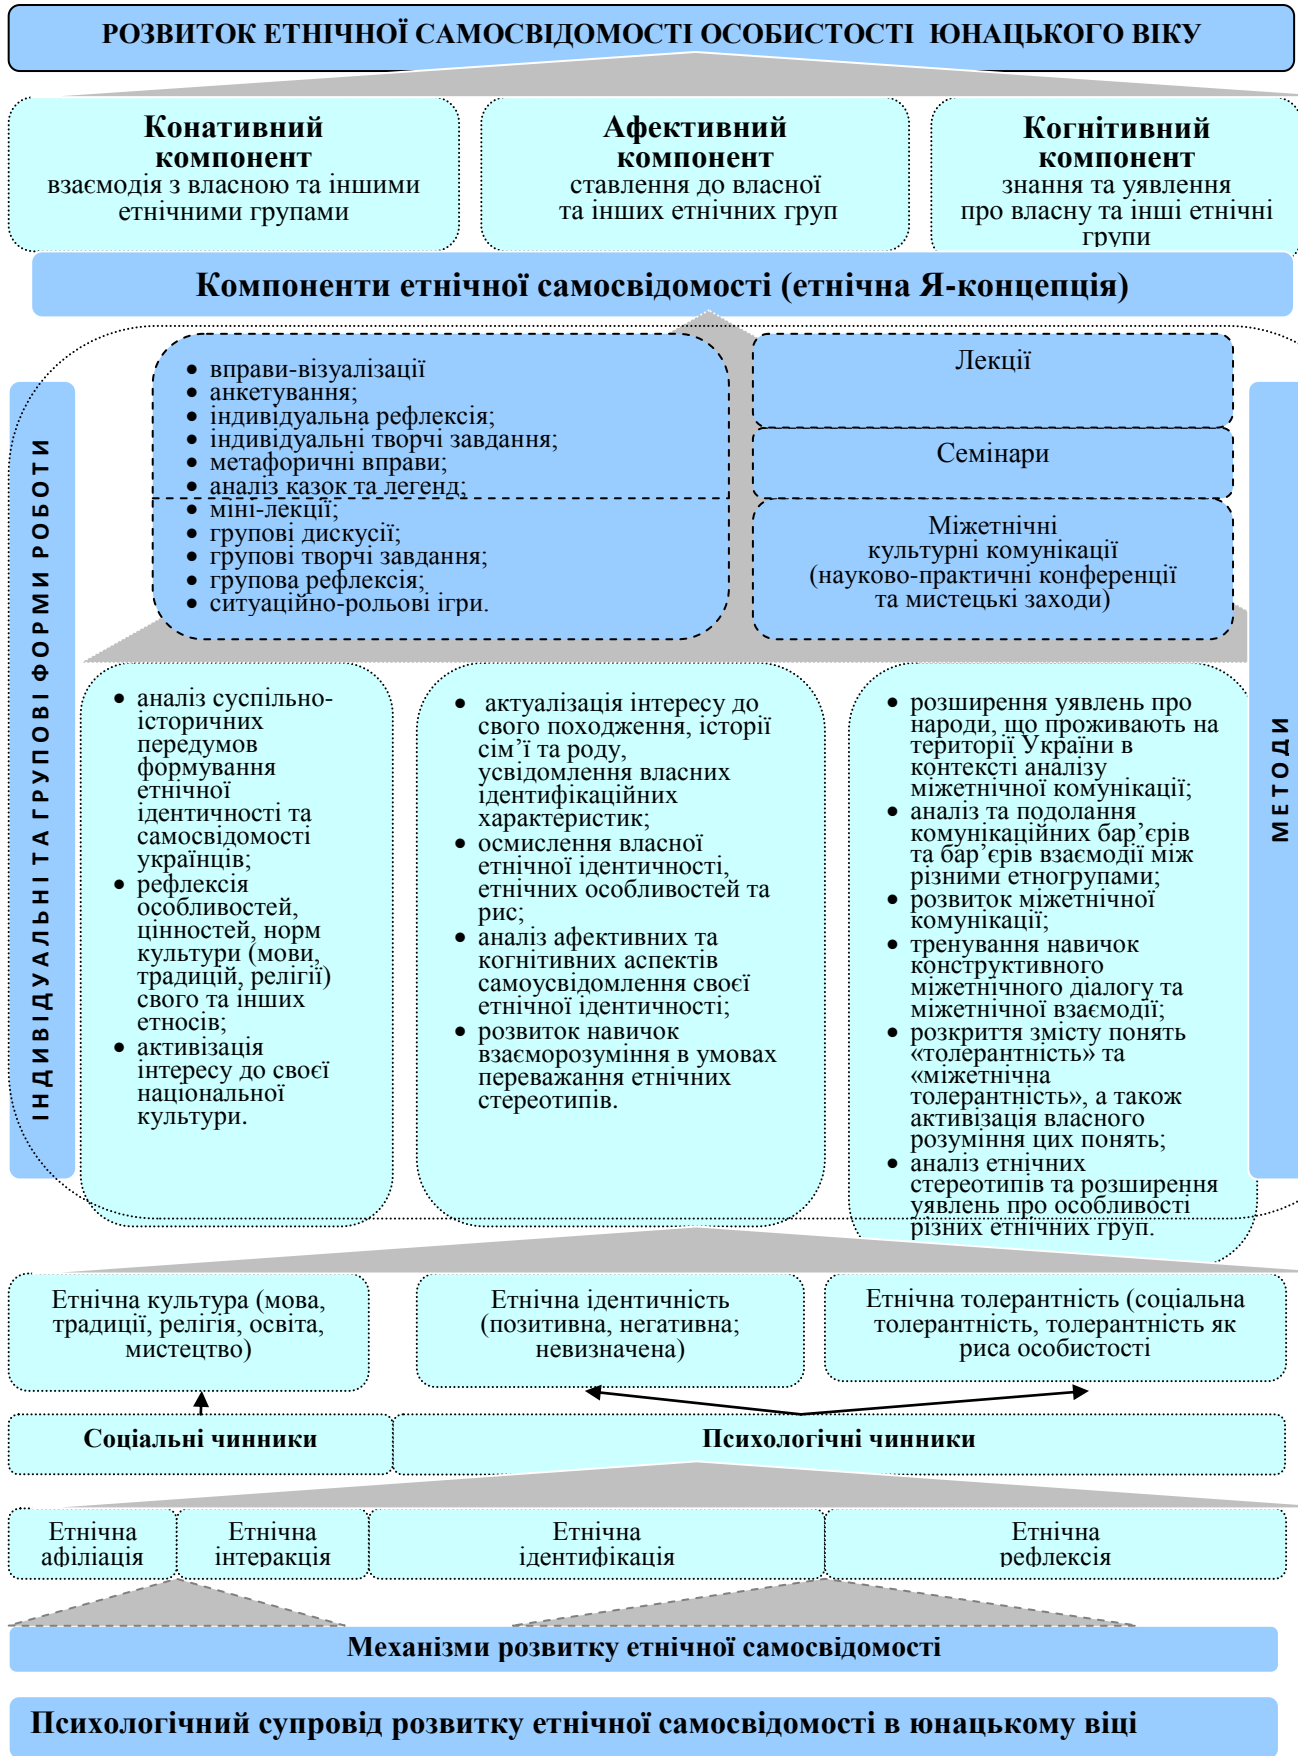 РОЗВИТОК ЕТНІЧНОЇ САМОСВІДОМОСТІ ОСОБИСТОСТІ ЮНАЦЬКОГО ВІКУ
Конативний
компонент
взаємодія з власною та іншими
етнічними групами
Афективний
компонент
ставлення до власної
та інших етнічних груп
Когнітивний
компонент
знання та уявлення
про власну та інші етнічні
групи
Компоненти етнічної самосвідомості (етнічна Я-концепція)
ІНДИВІДУАЛЬНІ ТА ГРУПОВІ ФОРМИ РОБОТИ
• вправи-візуалізації
• анкетування;
• індивідуальна рефлексія;
• індивідуальні творчі завдання;
• метафоричні вправи;
• аналіз казок та легенд;
• міні-лекції;
• групові дискусії;
• групові творчі завдання;
• групова рефлексія;
• ситуаційно-рольові ігри.
Лекції
Семінари
Міжетнічні
культурні комунікації
(науково-практичні конференції
та мистецькі заходи)
МЕТОДИ
• аналіз суспільно-
історичних
передумов
формування
етнічної
ідентичності та
самосвідомості
українців;
• рефлексія
особливостей,
цінностей, норм
культури (мови,
традицій, релігії)
свого та інших
етносів;
• активізація
інтересу до своєї
національної
культури.
• актуалізація інтересу до
свого походження, історії
сім’ї та роду,
усвідомлення власних
ідентифікаційних
характеристик;
• осмислення власної
етнічної ідентичності,
етнічних особливостей та
рис;
• аналіз афективних та
когнітивних аспектів
самоусвідомлення своєї
етнічної ідентичності;
• розвиток навичок
взаєморозуміння в умовах
переважання етнічних
стереотипів.
• розширення уявлень про
народи, що проживають на
території України в
контексті аналізу
міжетнічної комунікації;
• аналіз та подолання
комунікаційних бар’єрів
та бар’єрів взаємодії між
різними етногрупами;
• розвиток міжетнічної
комунікації;
• тренування навичок
конструктивного
міжетнічного діалогу та
міжетнічної взаємодії;
• розкриття змісту понять
«толерантність» та
«міжетнічна
толерантність», а також
активізація власного
розуміння цих понять;
• аналіз етнічних
стереотипів та розширення
уявлень про особливості
різних етнічних груп.
Етнічна культура (мова,
традиції, релігія, освіта,
мистецтво)
Етнічна ідентичність
(позитивна, негативна;
невизначена)
Етнічна толерантність (соціальна
толерантність, толерантність як
риса особистості
Соціальні чинники
Психологічні чинники
Етнічна
афіліація
Етнічна
інтеракція
Етнічна
ідентифікація
Етнічна
рефлексія
Механізми розвитку етнічної самосвідомості
Психологічний супровід розвитку етнічної самосвідомості в юнацькому віці